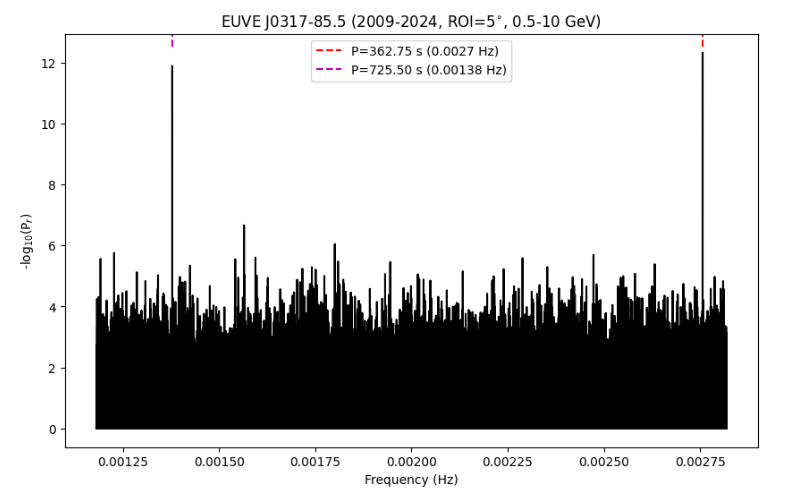 EUVE J0317-85.5 (2009-2024, ROI=5°, 0.5-10 GeV)
P=362.75 s (0.0027 Hz)
P=725.50 s (0.00138 Hz)
12
10
8
6
4
2
0
-log₁₀(Pᵣ)
0.00125 0.00150 0.00175 0.00200 0.00225 0.00250 0.00275
Frequency (Hz)